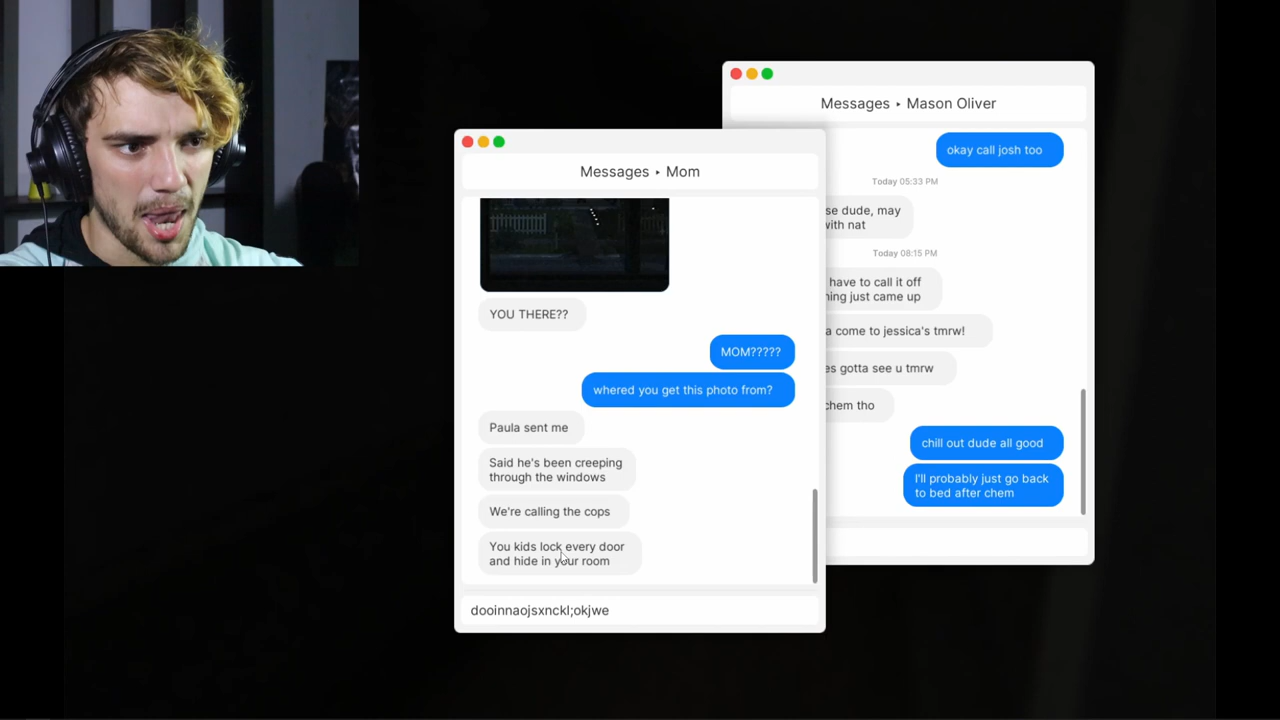 Messages ‣ Mom
YOU THERE??
MOM?????
whered you get this photo from?
Paula sent me
Said he's been creeping
through the windows
We're calling the cops
You kids lock every door
and hide in your room
dooinnaojsxnckl;okjwe
Messages ‣ Mason Oliver
okay call josh too
Today 05:33 PM
se dude, may
with nat
Today 08:15 PM
have to call it off
ning just came up
a come to jessica's tmrw!
es gotta see u tmrw
chem tho
chill out dude all good
I'll probably just go back
to bed after chem